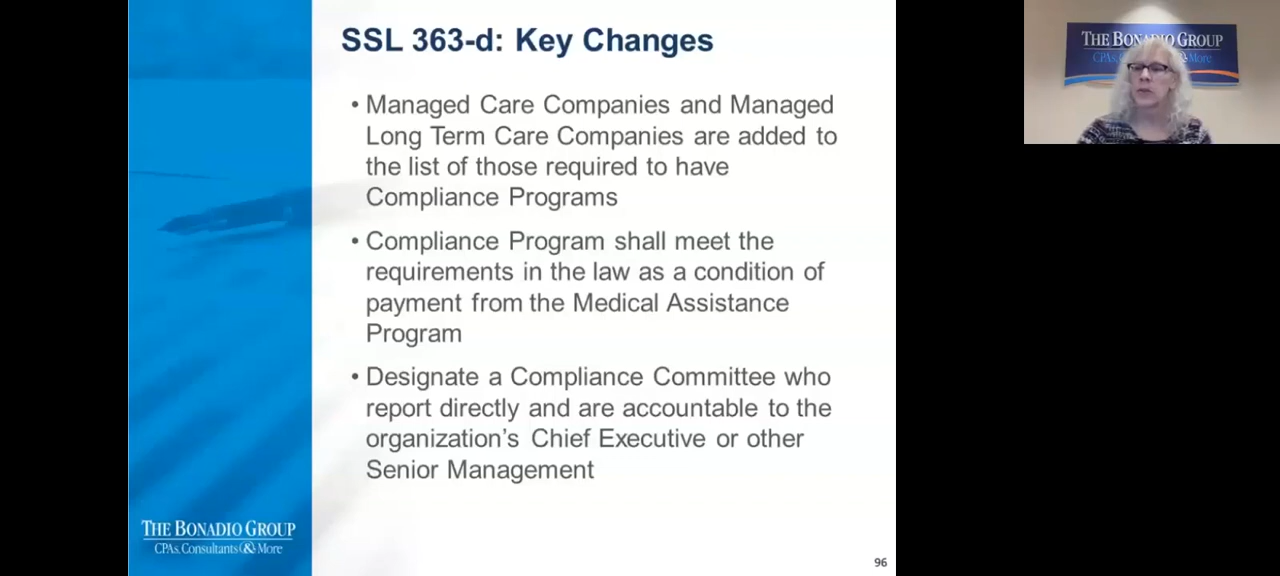 SSL 363-d: Key Changes
• Managed Care Companies and Managed
Long Term Care Companies are added to
the list of those required to have
Compliance Programs
• Compliance Program shall meet the
requirements in the law as a condition of
payment from the Medical Assistance
Program
• Designate a Compliance Committee who
report directly and are accountable to the
organization's Chief Executive or other
Senior Management
THE BONADIO GROUP
CPAs, Consultants & More
96
THE BONADIO GROUP
CPAs, & More